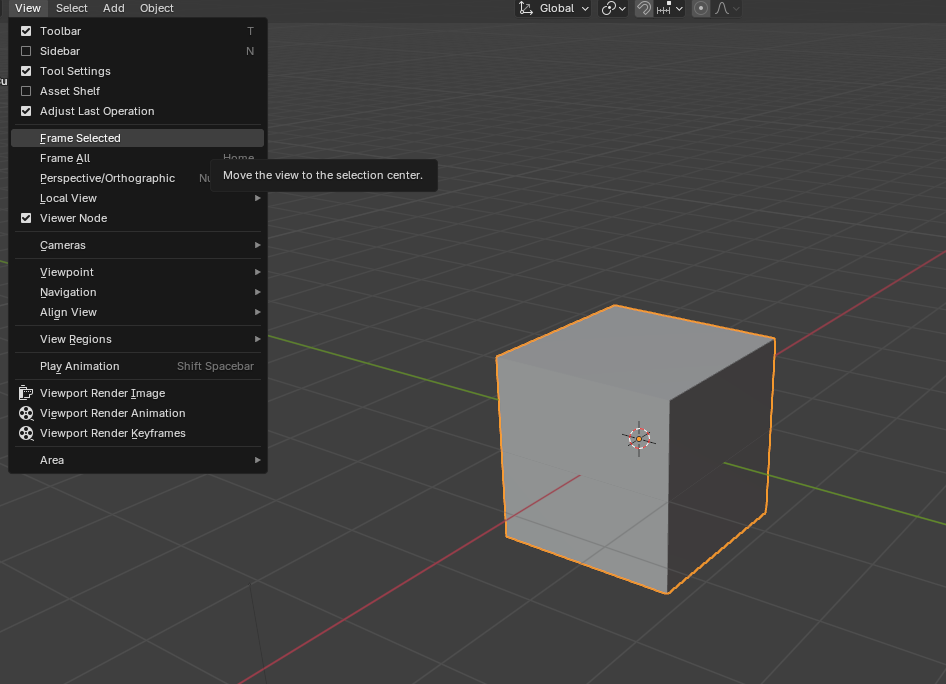 View Select Add Object Global
Toolbar T
Sidebar N
Tool Settings
Asset Shelf
Adjust Last Operation
Frame Selected
Frame All Home
Move the view to the selection center.
Perspective/Orthographic
Local View
Viewer Node
Cameras
Viewpoint
Navigation
Align View
View Regions
Play Animation Shift Spacebar
Viewport Render Image
Viewport Render Animation
Viewport Render Keyframes
Area